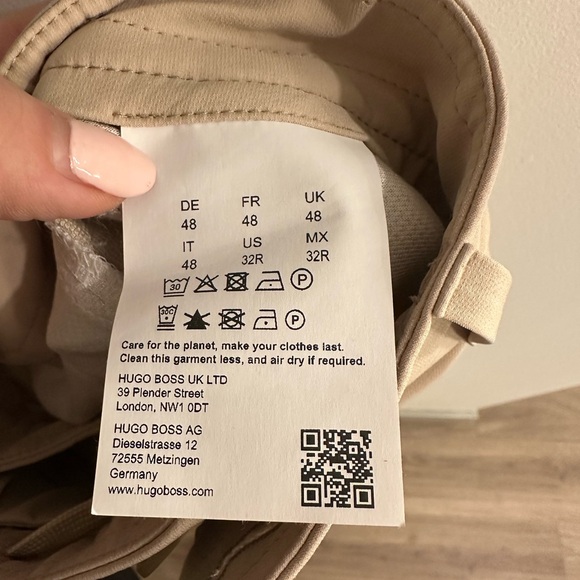 DE FR UK
48 48 48
IT US MX
48 32R 32R
30 P
30C P
Care for the planet, make your clothes last.
Clean this garment less, and air dry if required.
HUGO BOSS UK LTD
39 Plender Street
London, NW1 0DT
HUGO BOSS AG
Dieselstrasse 12
72555 Metzingen
Germany
www.hugoboss.com